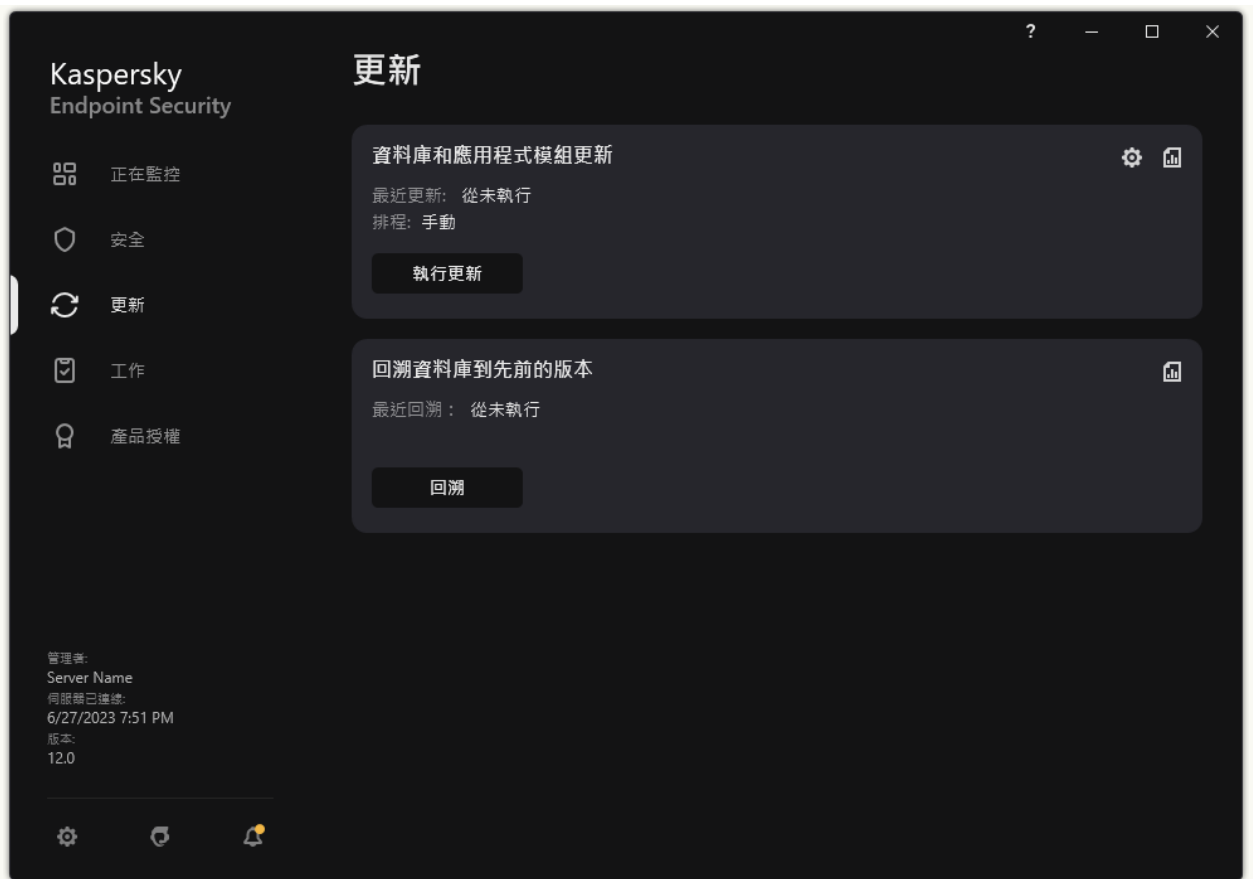 ?
Kaspersky
Endpoint Security
更新
正在監控
安全
更新
工作
產品授權
資料庫和應用程式模組更新
最近更新: 從未執行
排程: 手動
執行更新
回溯資料庫到先前的版本
最近回溯： 從未執行
回溯
管理者:
Server Name
伺服器已連線:
6/27/2023 7:51 PM
版本:
12.0